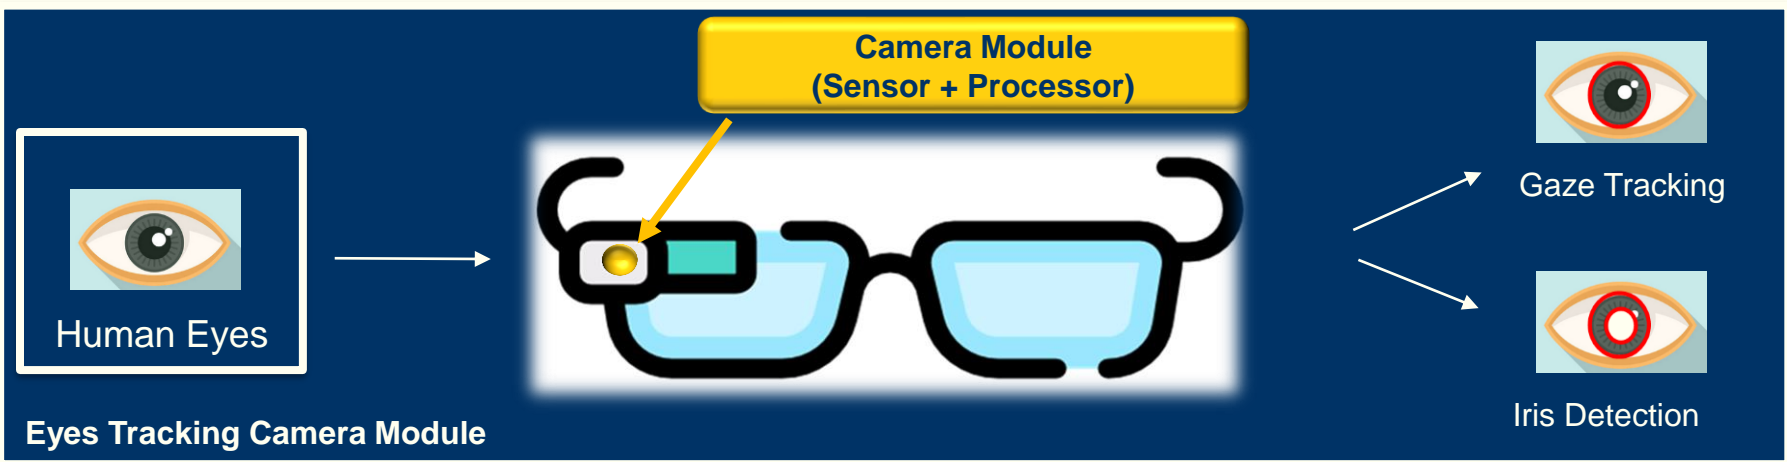 Camera Module
(Sensor + Processor)
Human Eyes
Gaze Tracking
Iris Detection
Eyes Tracking Camera Module